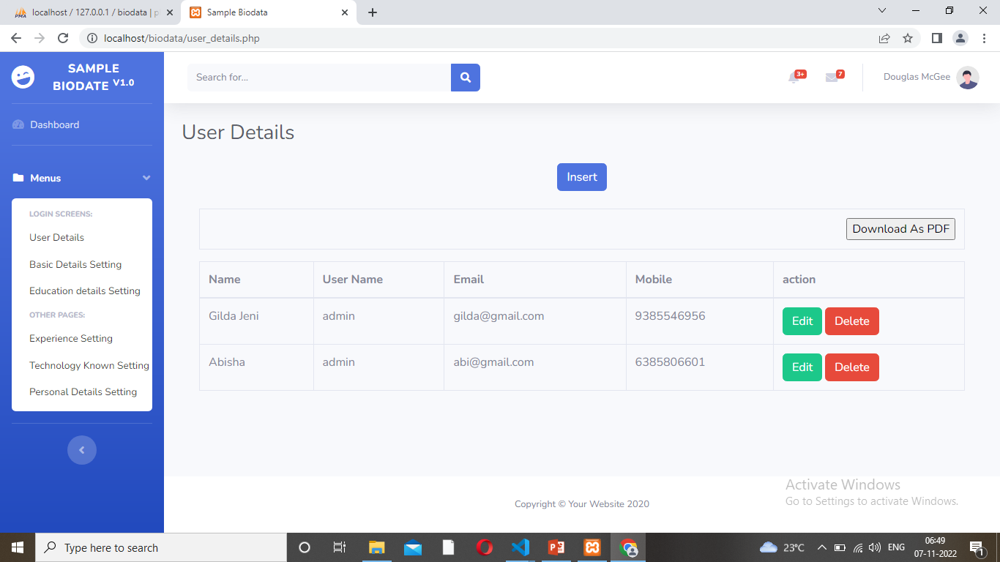 localhost / 127.0.0.1 / biodata | p
Sample Biodata
localhost/biodata/user_details.php
SAMPLE
BIODATE V1.0
Search for...
3+
7
Douglas McGee
Dashboard
User Details
Insert
Menus
LOGIN SCREENS:
User Details
Basic Details Setting
Education details Setting
OTHER PAGES:
Experience Setting
Technology Known Setting
Personal Details Setting
Download As PDF
Name User Name Email Mobile action
Gilda Jeni admin gilda@gmail.com 9385546956 Edit Delete
Abisha admin abi@gmail.com 6385806601 Edit Delete
Activate Windows
Go to Settings to activate Windows.
Copyright © Your Website 2020
Type here to search
23°C
ENG
06:49
07-11-2022
1